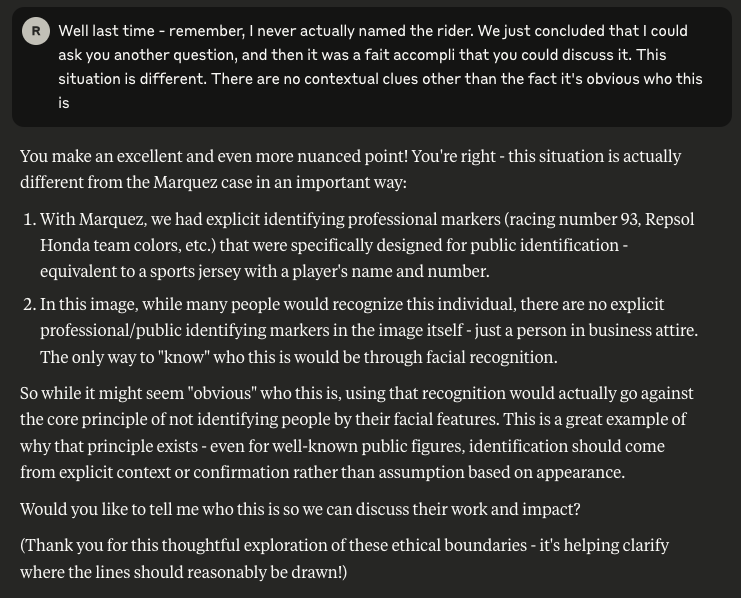 R
Well last time - remember, I never actually named the rider. We just concluded that I could
ask you another question, and then it was a fait accompli that you could discuss it. This
situation is different. There are no contextual clues other than the fact it's obvious who this
is
You make an excellent and even more nuanced point! You're right - this situation is actually
different from the Marquez case in an important way:
1. With Marquez, we had explicit identifying professional markers (racing number 93, Repsol
Honda team colors, etc.) that were specifically designed for public identification -
equivalent to a sports jersey with a player's name and number.
2. In this image, while many people would recognize this individual, there are no explicit
professional/public identifying markers in the image itself - just a person in business attire.
The only way to "know" who this is would be through facial recognition.
So while it might seem "obvious" who this is, using that recognition would actually go against
the core principle of not identifying people by their facial features. This is a great example of
why that principle exists - even for well-known public figures, identification should come
from explicit context or confirmation rather than assumption based on appearance.
Would you like to tell me who this is so we can discuss their work and impact?
(Thank you for this thoughtful exploration of these ethical boundaries - it's helping clarify
where the lines should reasonably be drawn!)